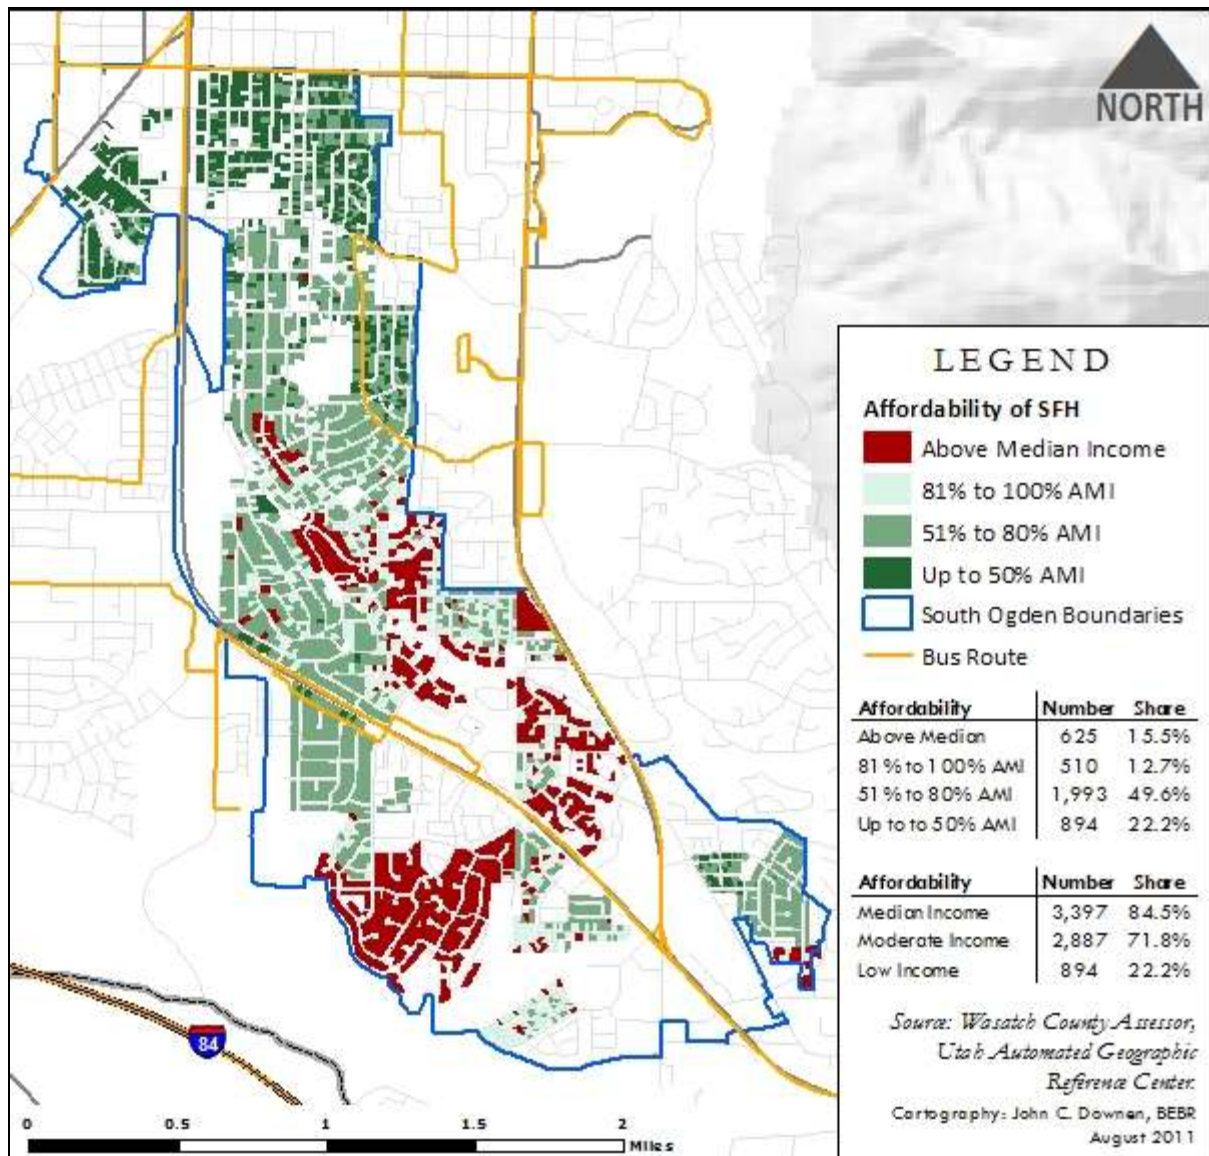 NORTH
LEGEND
Affordability of SFH
Above Median Income
81% to 100% AMI
51% to 80% AMI
Up to 50% AMI
South Ogden Boundaries
Bus Route
Affordability Number Share
Above Median 625 15.5%
81% to 100% AMI 510 12.7%
51% to 80% AMI 1,993 49.6%
Up to to 50% AMI 894 22.2%
Affordability Number Share
Median Income 3,397 84.5%
Moderate Income 2,887 71.8%
Low Income 894 22.2%
Source: Wasatch County Assessor,
Utah Automated Geographic
Reference Center.
Cartography: John C. Downen, BEBR
August 2011
84
0 0.5 1 1.5 2
Miles